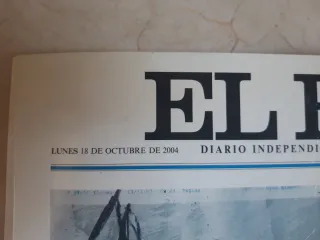 EL
LUNES 18 DE OCTUBRE DE 2004 DIARIO INDEPENDI